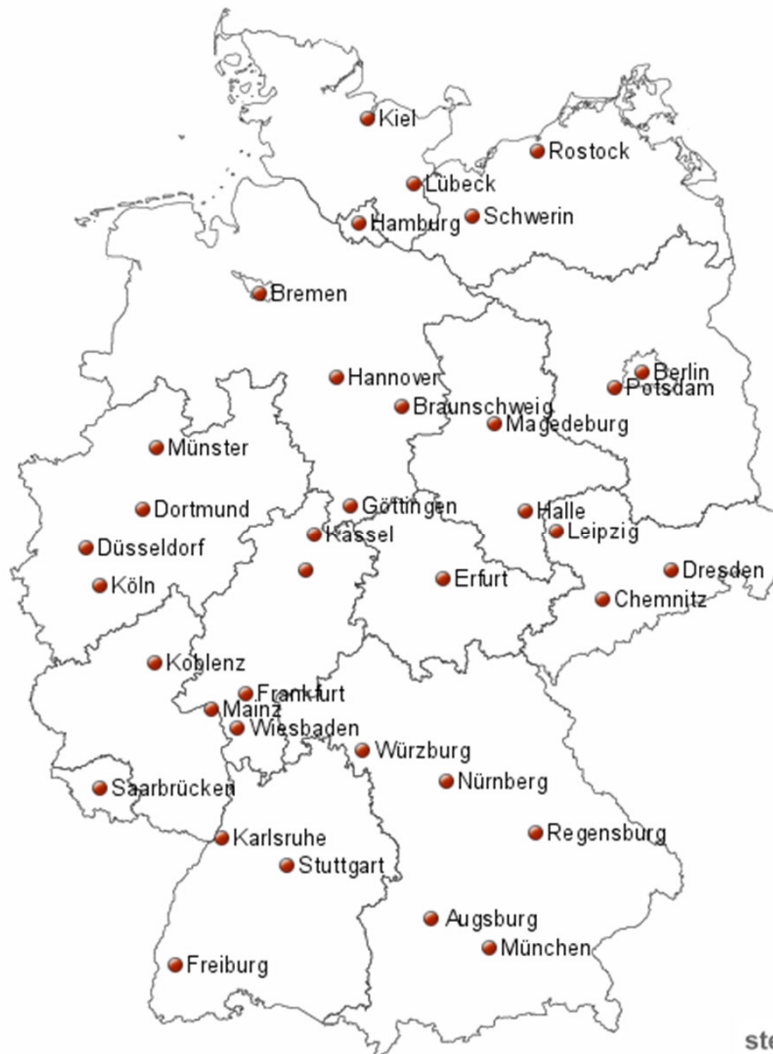 Kiel
Rostock
Lübeck
Hamburg
Schwerin
Bremen
Berlin
Hannover
Potsdam
Braunschweig
Magedeburg
Münster
Göttingen
Dortmund
Halle
Leipzig
Kassel
Düsseldorf
Dresden
Erfurt
Köln
Chemnitz
Koblenz
Frankfurt
Mainz
Wiesbaden
Würzburg
Nürnberg
Saarbrücken
Regensburg
Karlsruhe
Stuttgart
Augsburg
München
Freiburg
ste